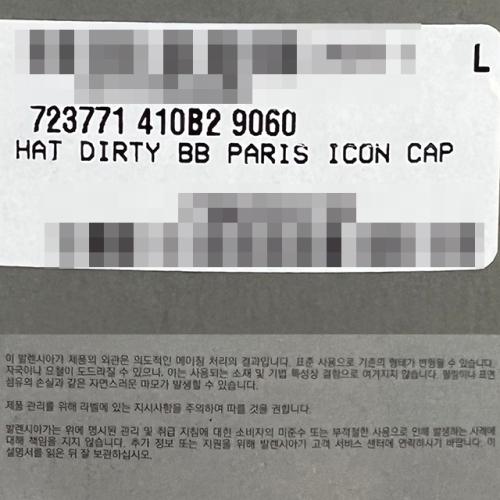 L
723771 410B2 9060
HAT DIRTY BB PARIS ICON CAP
이 발렌시아가 제품의 외관은 의도적인 에이징 처리의 결과입니다. 표준 사용으로 기존의 형태가 변형될 수 있습니다.
자국이나 요철이 도드라질 수 있으나, 이는 사용되는 소재 및 기법 특성상 결함으로 여겨지지 않습니다. 뒤틀림이나 표면
섬유의 손실과 같은 자연스러운 마모가 발생할 수 있습니다.
제품 관리를 위해 라벨에 있는 지시사항을 주의하여 따를 것을 권합니다.
발렌시아가는 위에 명시된 관리 및 취급 지침에 대한 소비자의 미준수 또는 부적절한 사용으로 인해 발생하는 사례에
대해 책임을 지지 않습니다. 추가 정보 또는 지원을 위해 발렌시아가 고객 서비스 센터에 연락하시기 바랍니다. 이
설명서를 읽은 뒤 잘 보관하십시오.